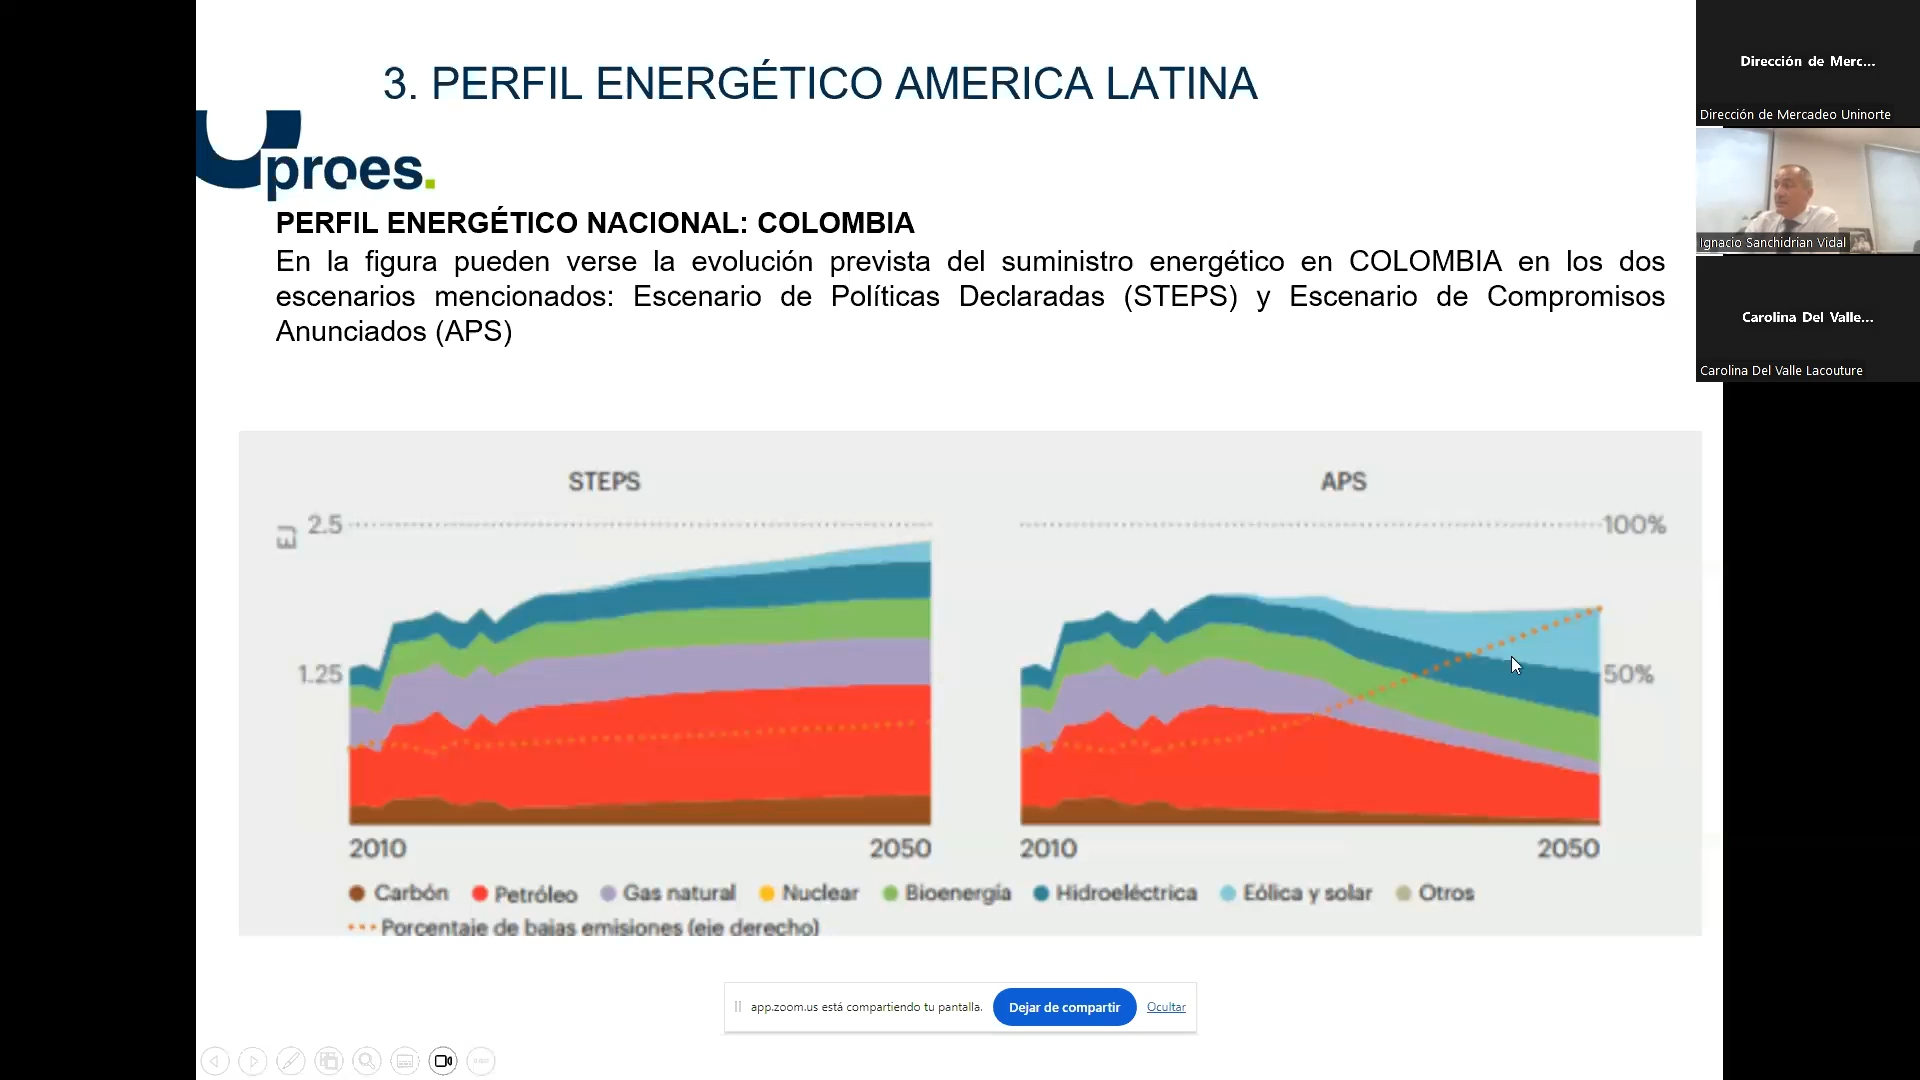 3. PERFIL ENERGÉTICO AMERICA LATINA
Uproes.
PERFIL ENERGÉTICO NACIONAL: COLOMBIA
En la figura pueden verse la evolución prevista del suministro energético en COLOMBIA en los dos
escenarios mencionados: Escenario de Políticas Declaradas (STEPS) y Escenario de Compromisos
Anunciados (APS)
STEPS
APS
EJ
2.5
100%
1.25
50%
2010
2050
2010
2050
Carbón Petróleo Gas natural Nuclear Bioenergía Hidroeléctrica Eólica y solar Otros
Porcentaje de bajas emisiones (eje derecho)
app.zoom.us está compartiendo tu pantalla. Dejar de compartir Ocultar
Dirección de Merc...
Dirección de Mercadeo Uninorte
Ignacio Sanchidrian Vidal
Carolina Del Valle...
Carolina Del Valle Lacouture